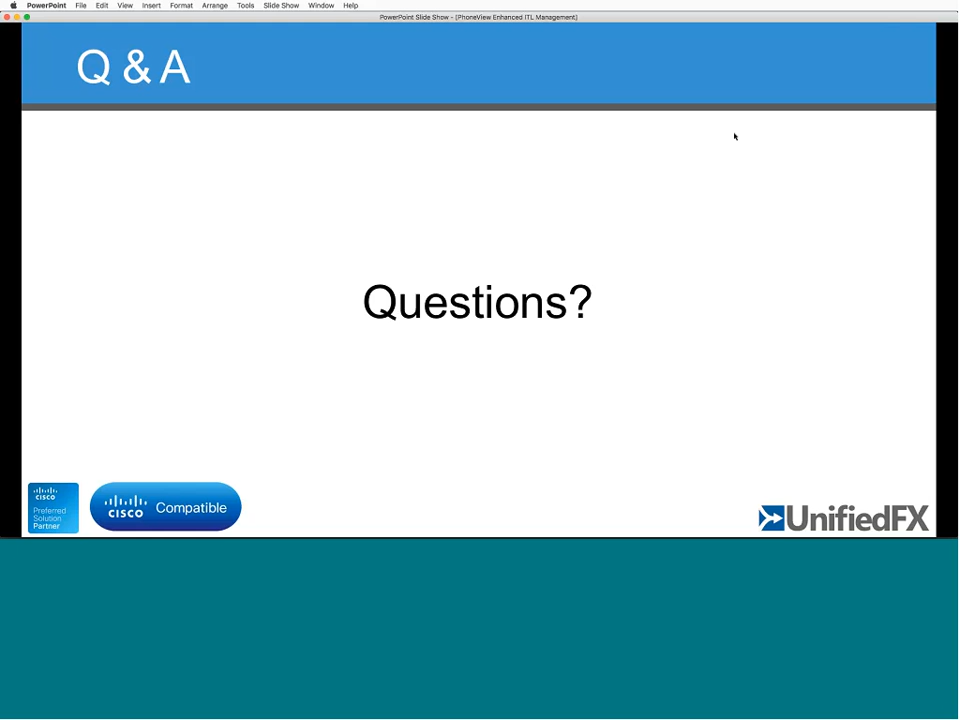 PowerPoint File Edit View Insert Format Arrange Tools Slide Show Window Help
PowerPoint Slide Show - [PhoneView Enhanced ITL Management]
Q & A
Questions?
CISCO
Preferred
Solution
Partner
CISCO Compatible
UnifiedFX